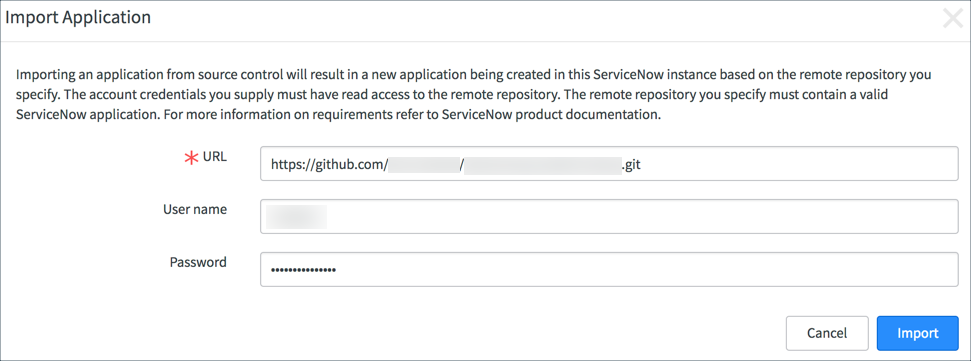 Import Application
Importing an application from source control will result in a new application being created in this ServiceNow instance based on the remote repository you
specify. The account credentials you supply must have read access to the remote repository. The remote repository you specify must contain a valid
ServiceNow application. For more information on requirements refer to ServiceNow product documentation.
URL
https://github.com/ / .git
User name
Password
•••••••••••••••
Cancel Import